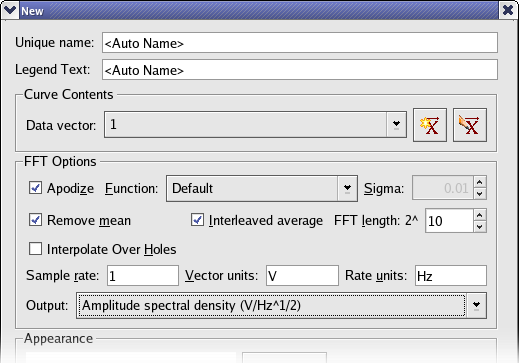 New
Unique name: <Auto Name>
Legend Text: <Auto Name>
Curve Contents
Data vector: 1
FFT Options
Apodize Function: Default Sigma: 0.01
Remove mean Interleaved average FFT length: 2^ 10
Interpolate Over Holes
Sample rate: 1 Vector units: V Rate units: Hz
Output: Amplitude spectral density (V/Hz^1/2)
Appearance